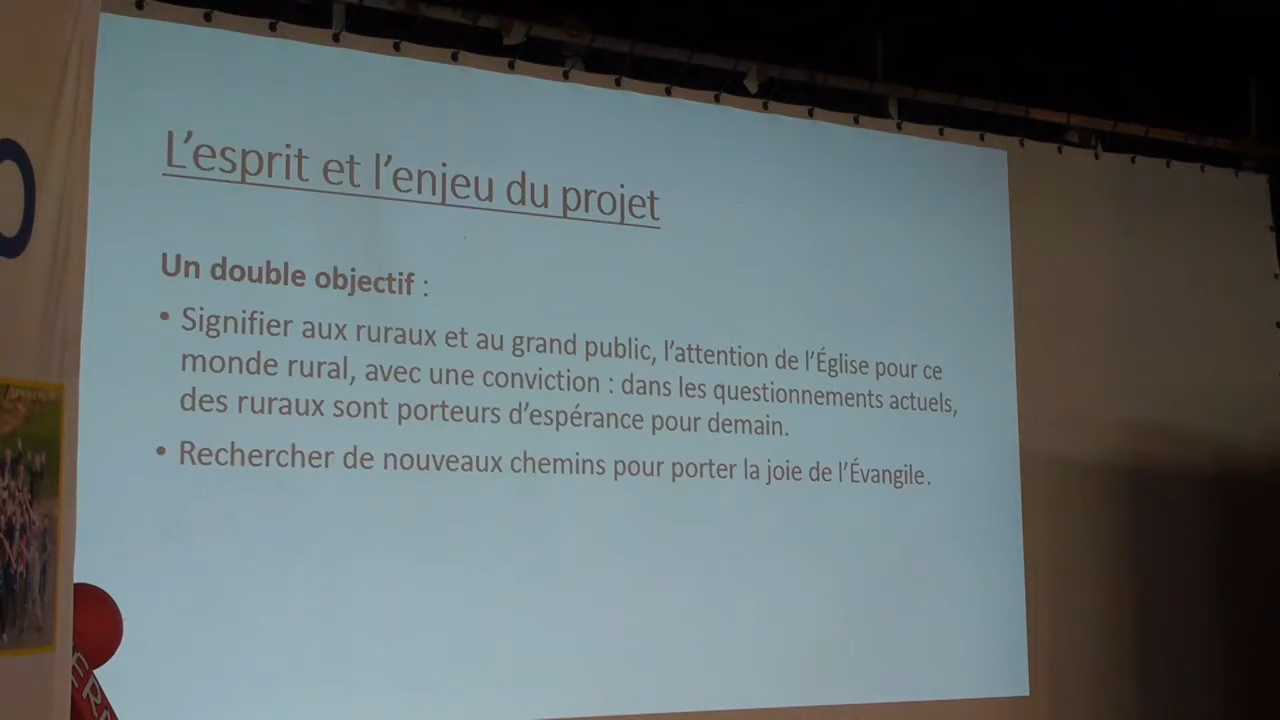 L'esprit et l'enjeu du projet
Un double objectif :
• Signifier aux ruraux et au grand public, l'attention de l'Église pour ce
monde rural, avec une conviction : dans les questionnements actuels,
des ruraux sont porteurs d'espérance pour demain.
• Rechercher de nouveaux chemins pour porter la joie de l'Évangile.